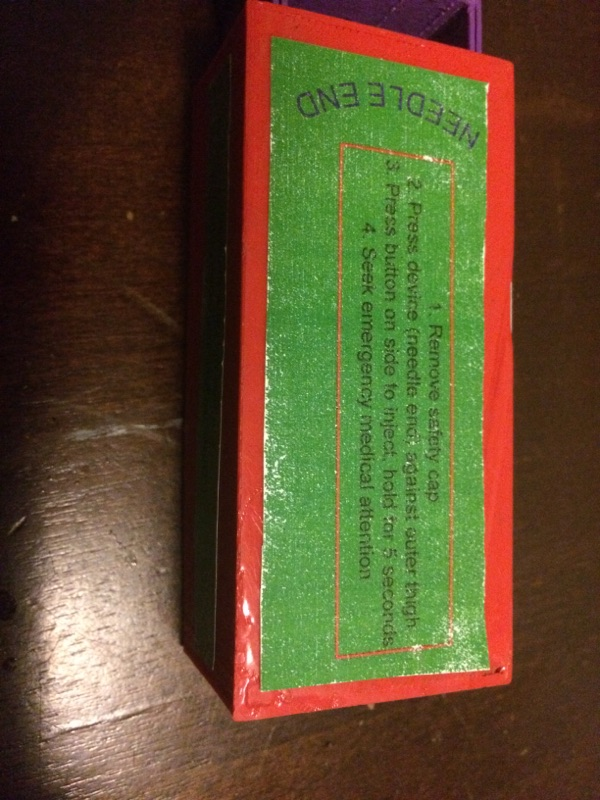 NEEDLE END
1. Remove safety cap
2. Press device (needle end) against outer thigh
3. Press button on side to inject, hold for 5 seconds
4. Seek emergency medical attention